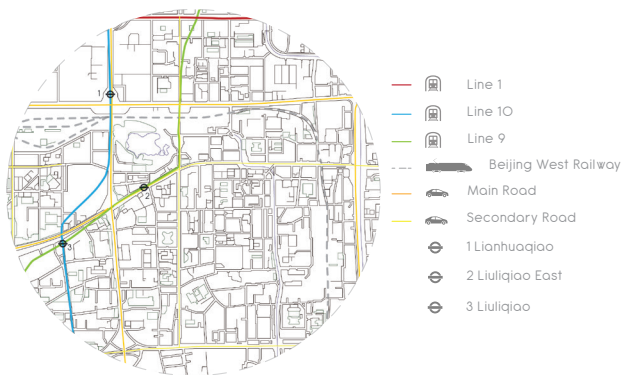 1
2
3
Line 1
Line 10
Line 9
Beijing West Railway
Main Road
Secondary Road
1 Lianhuaqiao
2 Liuliqiao East
3 Liuliqiao